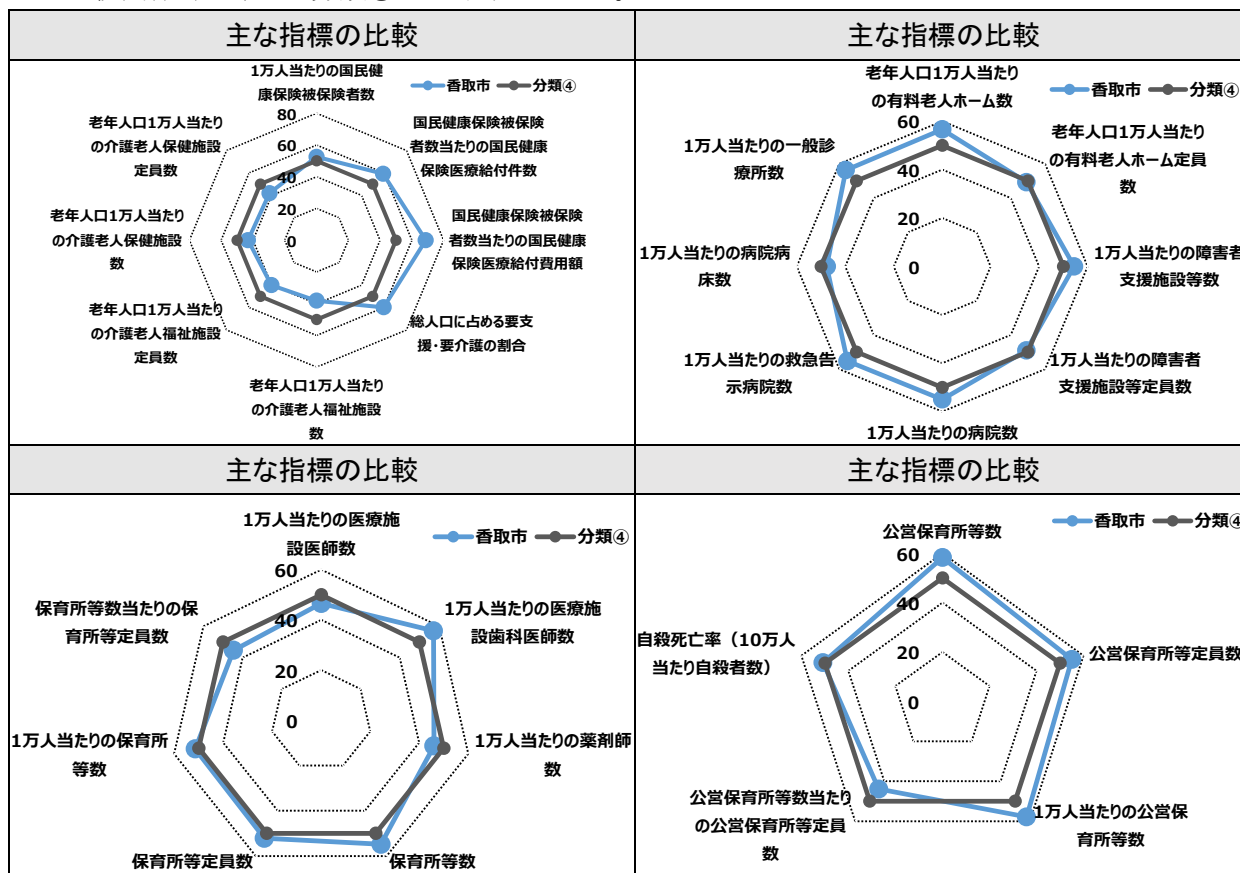 主な指標の比較
1万人当たりの国民健
康保険被保険者数
香取市
分類④
国民健康保険被保険
者数当たりの国民健康
保険医療給付件数
国民健康保険被保険
者数当たりの国民健康
保険医療給付費用額
総人口に占める要支
援・要介護の割合
老年人口1万人当たり
の介護老人福祉施設
数
老年人口1万人当たり
の介護老人福祉施設
定員数
老年人口1万人当たり
の介護老人保健施設
数
老年人口1万人当たり
の介護老人保健施設
定員数
80
60
40
20
0
主な指標の比較
老年人口1万人当たり
の有料老人ホーム数
香取市
分類④
老年人口1万人当たり
の有料老人ホーム定員
数
1万人当たりの障害者
支援施設等数
1万人当たりの障害者
支援施設等定員数
1万人当たりの病院数
1万人当たりの救急告
示病院数
1万人当たりの病院病
床数
1万人当たりの一般診
療所数
60
40
20
0
主な指標の比較
1万人当たりの医療施
設医師数
香取市
分類④
1万人当たりの医療施
設歯科医師数
1万人当たりの薬剤師
数
保育所等数
保育所等定員数
1万人当たりの保育所
等数
保育所等数当たりの保
育所等定員数
60
40
20
0
主な指標の比較
公営保育所等数
香取市
分類④
公営保育所等定員数
1万人当たりの公営保
育所等数
公営保育所等数当たり
の公営保育所等定員
数
自殺死亡率（10万人
当たり自殺者数）
60
40
20
0